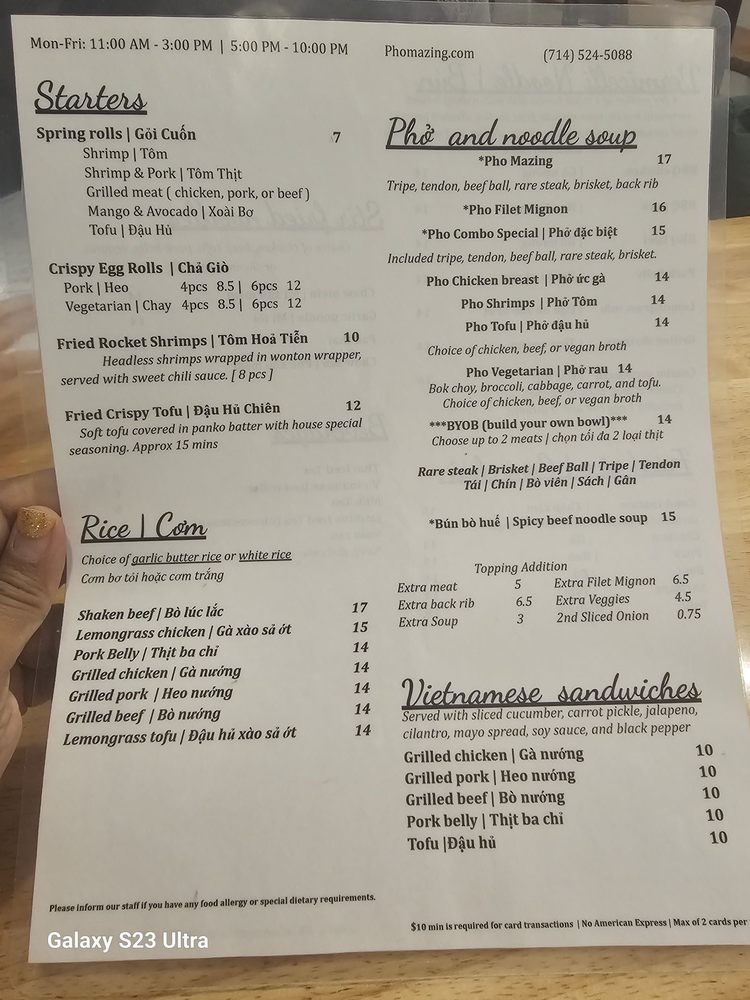 Mon-Fri: 11:00 AM - 3:00 PM | 5:00 PM - 10:00 PM
Phomazing.com
(714) 524-5088
Starters
Spring rolls | Gỏi Cuốn 7
Shrimp | Tôm
Shrimp & Pork | Tôm Thịt
Grilled meat ( chicken, pork, or beef )
Mango & Avocado | Xoài Bơ
Tofu | Đậu Hủ
Crispy Egg Rolls | Chả Giò
Pork | Heo 4pcs 8.5 | 6pcs 12
Vegetarian | Chay 4pcs 8.5 | 6pcs 12
Fried Rocket Shrimps | Tôm Hoả Tiễn 10
Headless shrimps wrapped in wonton wrapper,
served with sweet chili sauce. [ 8 pcs ]
Fried Crispy Tofu | Đậu Hủ Chiên 12
Soft tofu covered in panko batter with house special
seasoning. Approx 15 mins
Rice | Cơm
Choice of garlic butter rice or white rice
Cơm bơ tỏi hoặc cơm trắng
Shaken beef | Bò lúc lắc 17
Lemongrass chicken | Gà xào sả ớt 15
Pork Belly | Thịt ba chỉ 14
Grilled chicken | Gà nướng 14
Grilled pork | Heo nướng 14
Grilled beef | Bò nướng 14
Lemongrass tofu | Đậu hủ xào sả ớt 14
Please inform our staff if you have any food allergy or special dietary requirements.
Phở and noodle soup
*Pho Mazing 17
Tripe, tendon, beef ball, rare steak, brisket, back rib
*Pho Filet Mignon 16
*Pho Combo Special | Phở đặc biệt 15
Included tripe, tendon, beef ball, rare steak, brisket.
Pho Chicken breast | Phở ức gà 14
Pho Shrimps | Phở Tôm 14
Pho Tofu | Phở đậu hủ 14
Choice of chicken, beef, or vegan broth
Pho Vegetarian | Phở rau 14
Bok choy, broccoli, cabbage, carrot, and tofu.
Choice of chicken, beef, or vegan broth
***BYOB (build your own bowl)*** 14
Choose up to 2 meats | chọn tối đa 2 loại thịt
Rare steak | Brisket | Beef Ball | Tripe | Tendon
Tái | Chín | Bò viên | Sách | Gân
*Bún bò huế | Spicy beef noodle soup 15
Topping Addition
Extra meat 5 Extra Filet Mignon 6.5
Extra back rib 6.5 Extra Veggies 4.5
Extra Soup 3 2nd Sliced Onion 0.75
Vietnamese sandwiches
Served with sliced cucumber, carrot pickle, jalapeno,
cilantro, mayo spread, soy sauce, and black pepper
Grilled chicken | Gà nướng 10
Grilled pork | Heo nướng 10
Grilled beef | Bò nướng 10
Pork belly | Thịt ba chỉ 10
Tofu |Đậu hủ 10
$10 min is required for card transactions | No American Express | Max of 2 cards per
Galaxy S23 Ultra